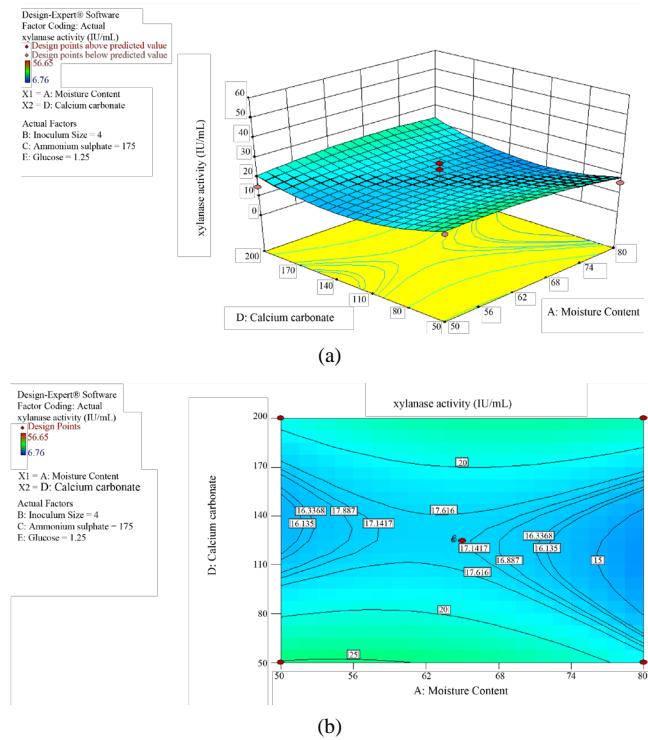 Design-Expert® Software
Factor Coding: Actual
xylanase activity (IU/mL)
Design points above predicted value
Design points below predicted value
56.65
6.76
X1 = A: Moisture Content
X2 = D: Calcium carbonate
Actual Factors
B: Inoculum Size = 4
C: Ammonium sulphate = 175
E: Glucose = 1.25
xylanase activity (IU/mL)
60
50
40
30
20
10
0
200
170
140
110
80
50
50
56
62
68
74
80
D: Calcium carbonate
A: Moisture Content
(a)
Design-Expert® Software
Factor Coding: Actual
xylanase activity (IU/mL)
Design Points
56.65
6.76
X1 = A: Moisture Content
X2 = D: Calcium carbonate
Actual Factors
B: Inoculum Size = 4
C: Ammonium sulphate = 175
E: Glucose = 1.25
xylanase activity (IU/mL)
D: Calcium carbonate
200
170
140
110
80
50
20
16.3368
17.887
17.616
16.135
17.1417
6
17.1417
16.3368
16.887
16.135
15
17.616
20
25
50
56
62
68
74
80
A: Moisture Content
(b)